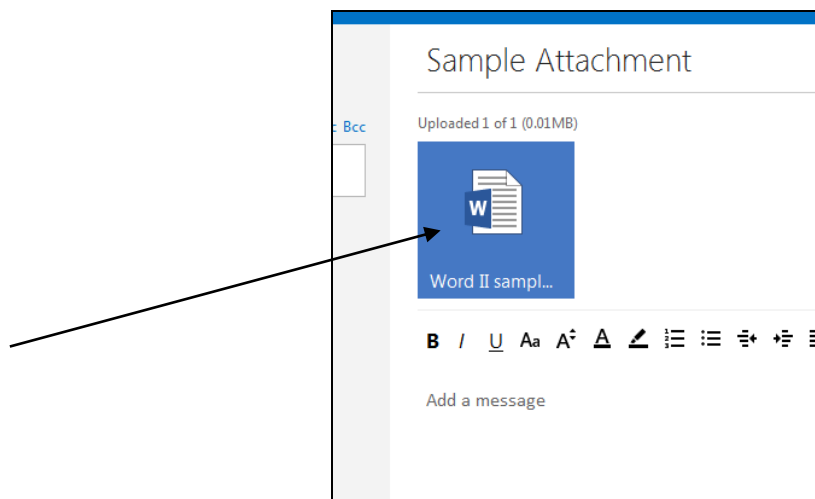 Sample Attachment
Bcc
Uploaded 1 of 1 (0.01MB)
W
Word II sampl...
B I U Aa A A
Add a message